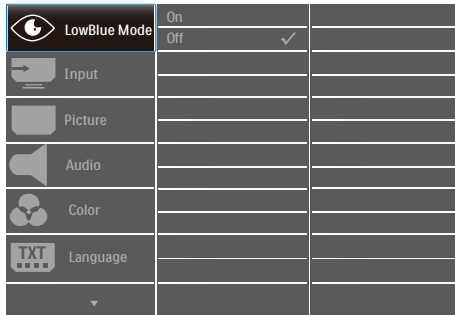 LowBlue Mode
On
Off
Input
Picture
Audio
Color
TXT
Language